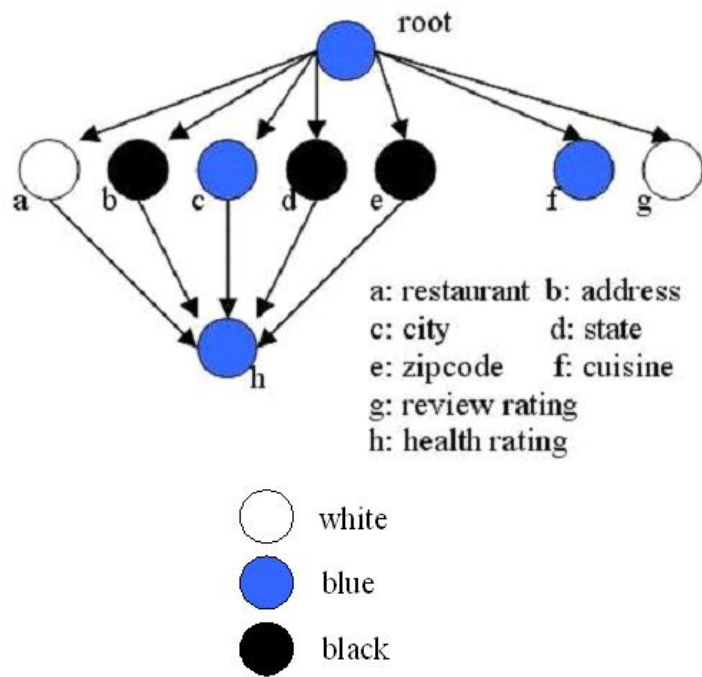 root
a b c d e f g
h
a: restaurant b: address
c: city d: state
e: zipcode f: cuisine
g: review rating
h: health rating
white
blue
black